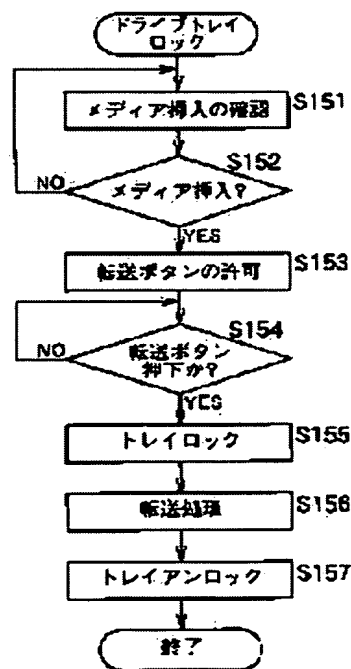 ドライブトレイ
ロック
メディア挿入の確認
S151
S152
メディア挿入?
NO
YES
転送ボタンの許可
S153
S154
転送ボタン
押下か?
NO
YES
トレイロック
S155
転送処理
S156
トレイアンロック
S157
終了